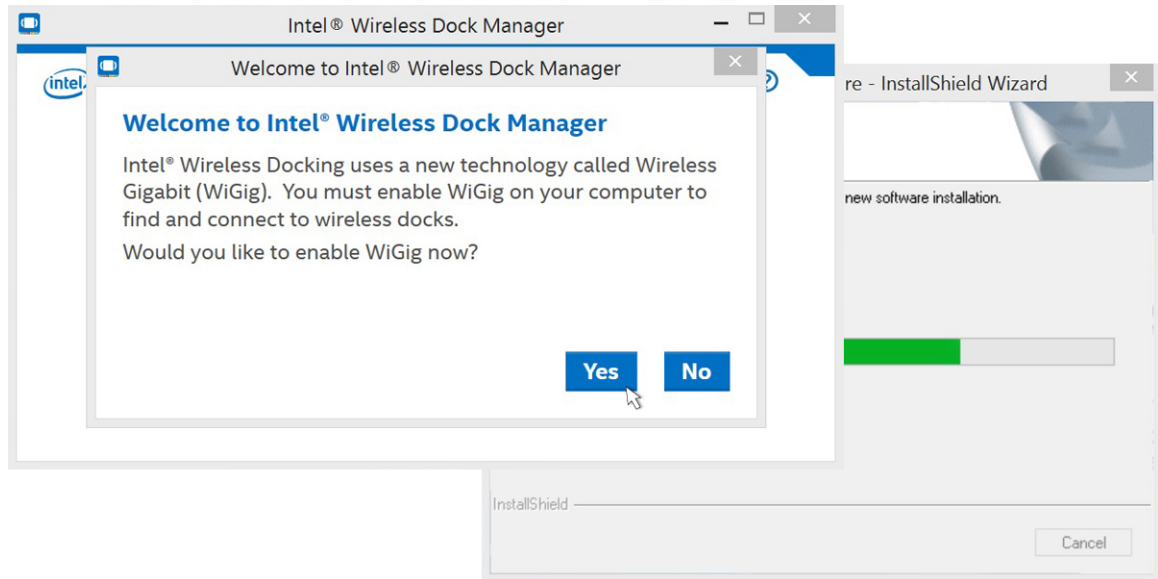 Intel® Wireless Dock Manager
Welcome to Intel® Wireless Dock Manager
intel
Welcome to Intel® Wireless Dock Manager
Intel® Wireless Docking uses a new technology called Wireless
Gigabit (WiGig). You must enable WiGig on your computer to
find and connect to wireless docks.
Would you like to enable WiGig now?
Yes No
re - InstallShield Wizard
new software installation.
InstallShield
Cancel